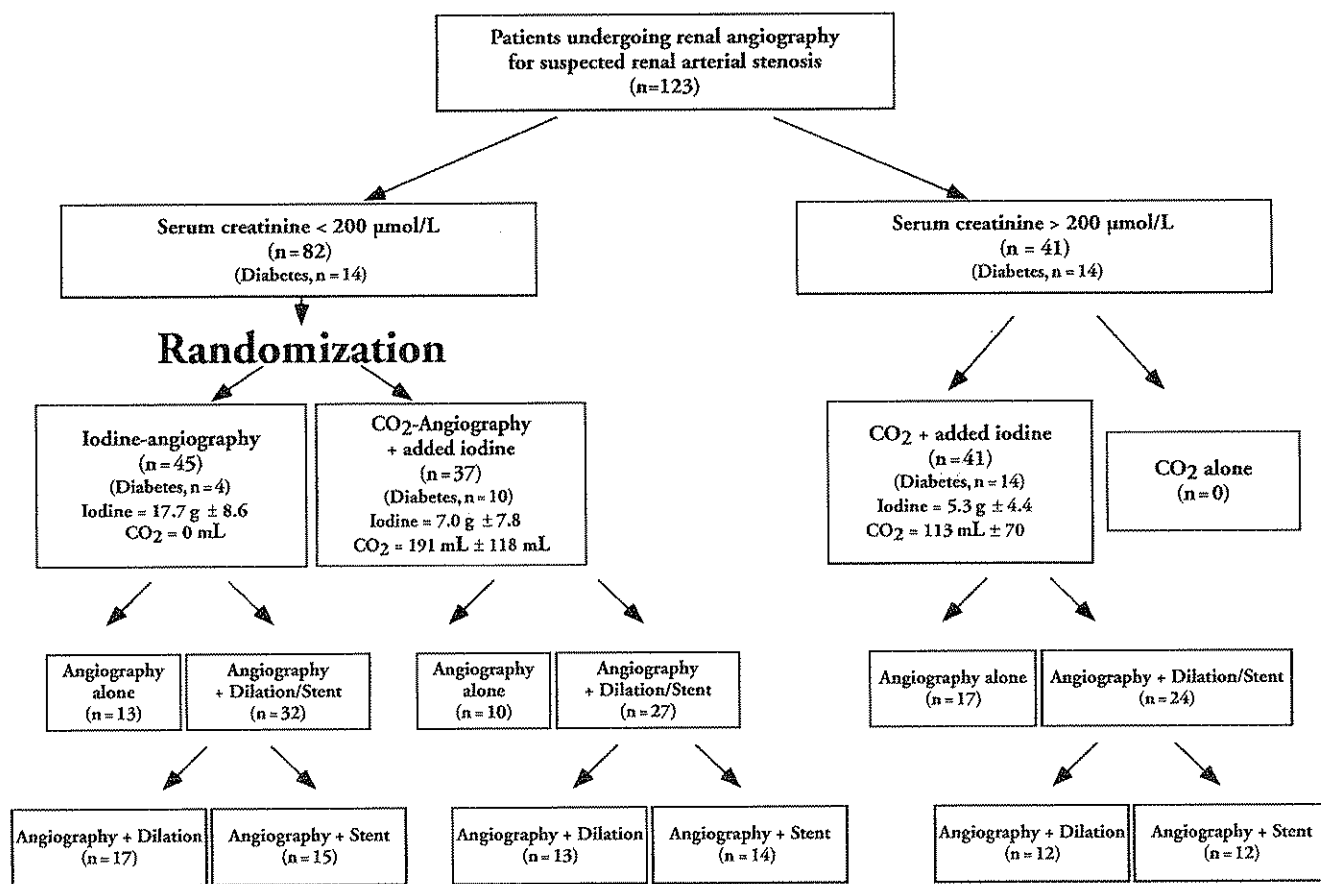 Patients undergoing renal angiography
for suspected renal arterial stenosis
(n=123)
Serum creatinine < 200 µmol/L
(n = 82)
(Diabetes, n = 14)
Serum creatinine > 200 µmol/L
(n = 41)
(Diabetes, n = 14)
Randomization
Iodine-angiography
(n=45)
(Diabetes, n=4)
Iodine = 17.7 g ± 8.6
CO2 = 0 mL
CO2-Angiography
+ added iodine
(n=37)
(Diabetes, n=10)
Iodine = 7.0 g ± 7.8
CO2 = 191 mL ± 118 mL
CO2 + added iodine
(n=41)
(Diabetes, n=14)
Iodine = 5.3 g ± 4.4
CO2 = 113 mL ± 70
CO2 alone
(n=0)
Angiography
alone
(n=13)
Angiography
+ Dilation/Stent
(n=32)
Angiography
alone
(n=10)
Angiography
+ Dilation/Stent
(n=27)
Angiography alone
(n=17)
Angiography + Dilation/Stent
(n=24)
Angiography + Dilation
(n=17)
Angiography + Stent
(n=15)
Angiography + Dilation
(n=13)
Angiography + Stent
(n=14)
Angiography + Dilation
(n=12)
Angiography + Stent
(n=12)